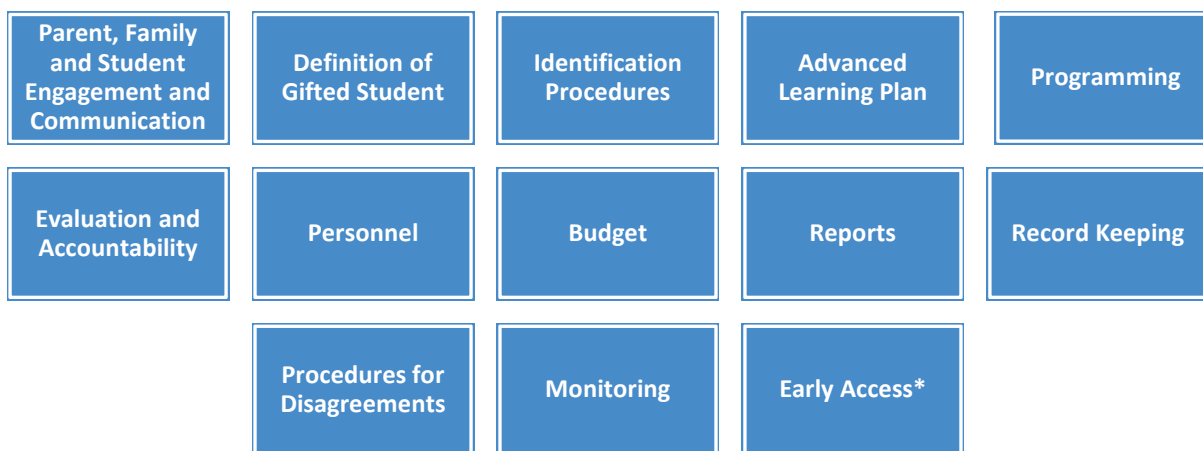 Parent, Family
and Student
Engagement and
Communication
Definition of
Gifted Student
Identification
Procedures
Advanced
Learning Plan
Programming
Evaluation and
Accountability
Personnel
Budget
Reports
Record Keeping
Procedures for
Disagreements
Monitoring
Early Access*